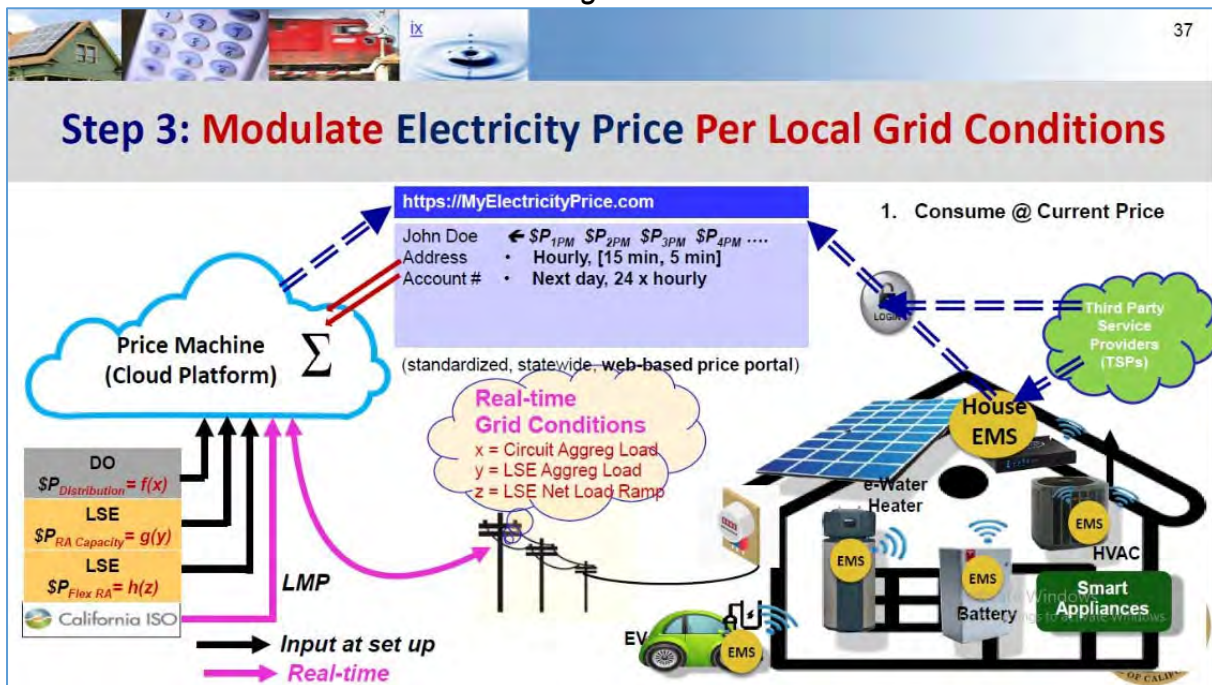 ix
37
Step 3: Modulate Electricity Price Per Local Grid Conditions
https://MyElectricityPrice.com
John Doe ← $P1PM $P2PM $P3PM $P4PM ....
Address • Hourly, [15 min, 5 min]
Account # • Next day, 24 x hourly
(standardized, statewide, web-based price portal)
1. Consume @ Current Price
LOGIN
Third Party
Service
Providers
(TSPs)
Price Machine
(Cloud Platform)
Σ
Real-time
Grid Conditions
x = Circuit Aggreg Load
y = LSE Aggreg Load
z = LSE Net Load Ramp
House
EMS
e-Water
Heater
EMS
EMS
Battery
EMS
HVAC
Smart
Appliances
EV
EMS
DO
$PDistribution = f(x)
LSE
$PRA Capacity = g(y)
LSE
$PFlex RA = h(z)
California ISO
LMP
Input at set up
Real-time
OF CALIF